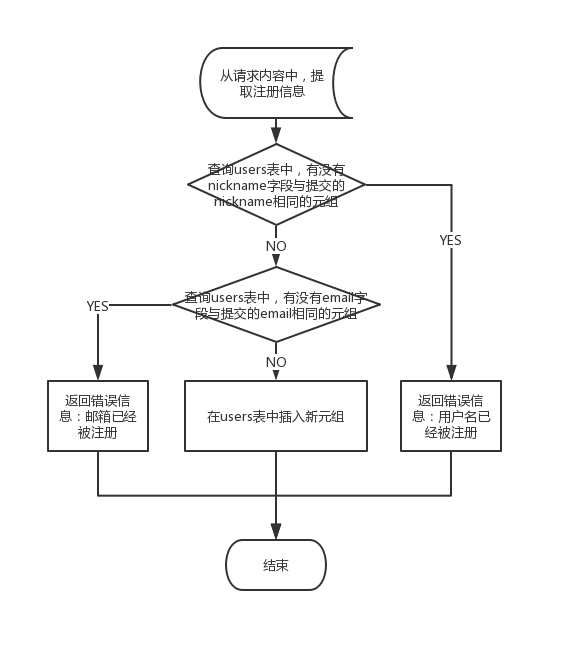 从请求内容中，提
取注册信息
查询users表中，有没有
nickname字段与提交的
nickname相同的元组
YES
NO
查询users表中，有没有email字
段与提交的email相同的元组
YES
NO
返回错误信
息：邮箱已经
被注册
在users表中插入新元组
返回错误信
息：用户名已
经被注册
结束